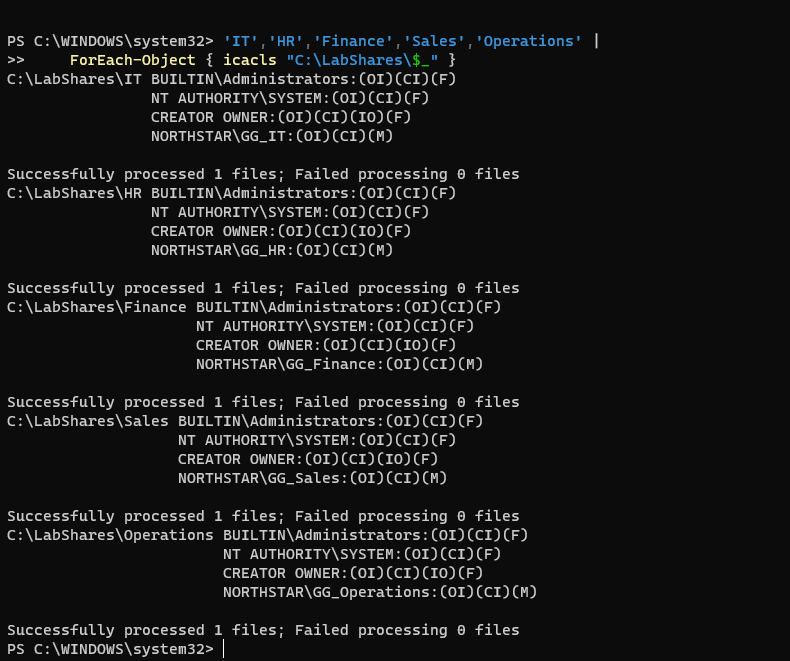 PS C:\WINDOWS\system32> 'IT','HR','Finance','Sales','Operations' |
>>     ForEach-Object { icacls "C:\LabShares\$_" }
C:\LabShares\IT BUILTIN\Administrators:(OI)(CI)(F)
                NT AUTHORITY\SYSTEM:(OI)(CI)(F)
                CREATOR OWNER:(OI)(CI)(IO)(F)
                NORTHSTAR\GG_IT:(OI)(CI)(M)

Successfully processed 1 files; Failed processing 0 files
C:\LabShares\HR BUILTIN\Administrators:(OI)(CI)(F)
                NT AUTHORITY\SYSTEM:(OI)(CI)(F)
                CREATOR OWNER:(OI)(CI)(IO)(F)
                NORTHSTAR\GG_HR:(OI)(CI)(M)

Successfully processed 1 files; Failed processing 0 files
C:\LabShares\Finance BUILTIN\Administrators:(OI)(CI)(F)
                     NT AUTHORITY\SYSTEM:(OI)(CI)(F)
                     CREATOR OWNER:(OI)(CI)(IO)(F)
                     NORTHSTAR\GG_Finance:(OI)(CI)(M)

Successfully processed 1 files; Failed processing 0 files
C:\LabShares\Sales BUILTIN\Administrators:(OI)(CI)(F)
                   NT AUTHORITY\SYSTEM:(OI)(CI)(F)
                   CREATOR OWNER:(OI)(CI)(IO)(F)
                   NORTHSTAR\GG_Sales:(OI)(CI)(M)

Successfully processed 1 files; Failed processing 0 files
C:\LabShares\Operations BUILTIN\Administrators:(OI)(CI)(F)
                        NT AUTHORITY\SYSTEM:(OI)(CI)(F)
                        CREATOR OWNER:(OI)(CI)(IO)(F)
                        NORTHSTAR\GG_Operations:(OI)(CI)(M)

Successfully processed 1 files; Failed processing 0 files
PS C:\WINDOWS\system32>